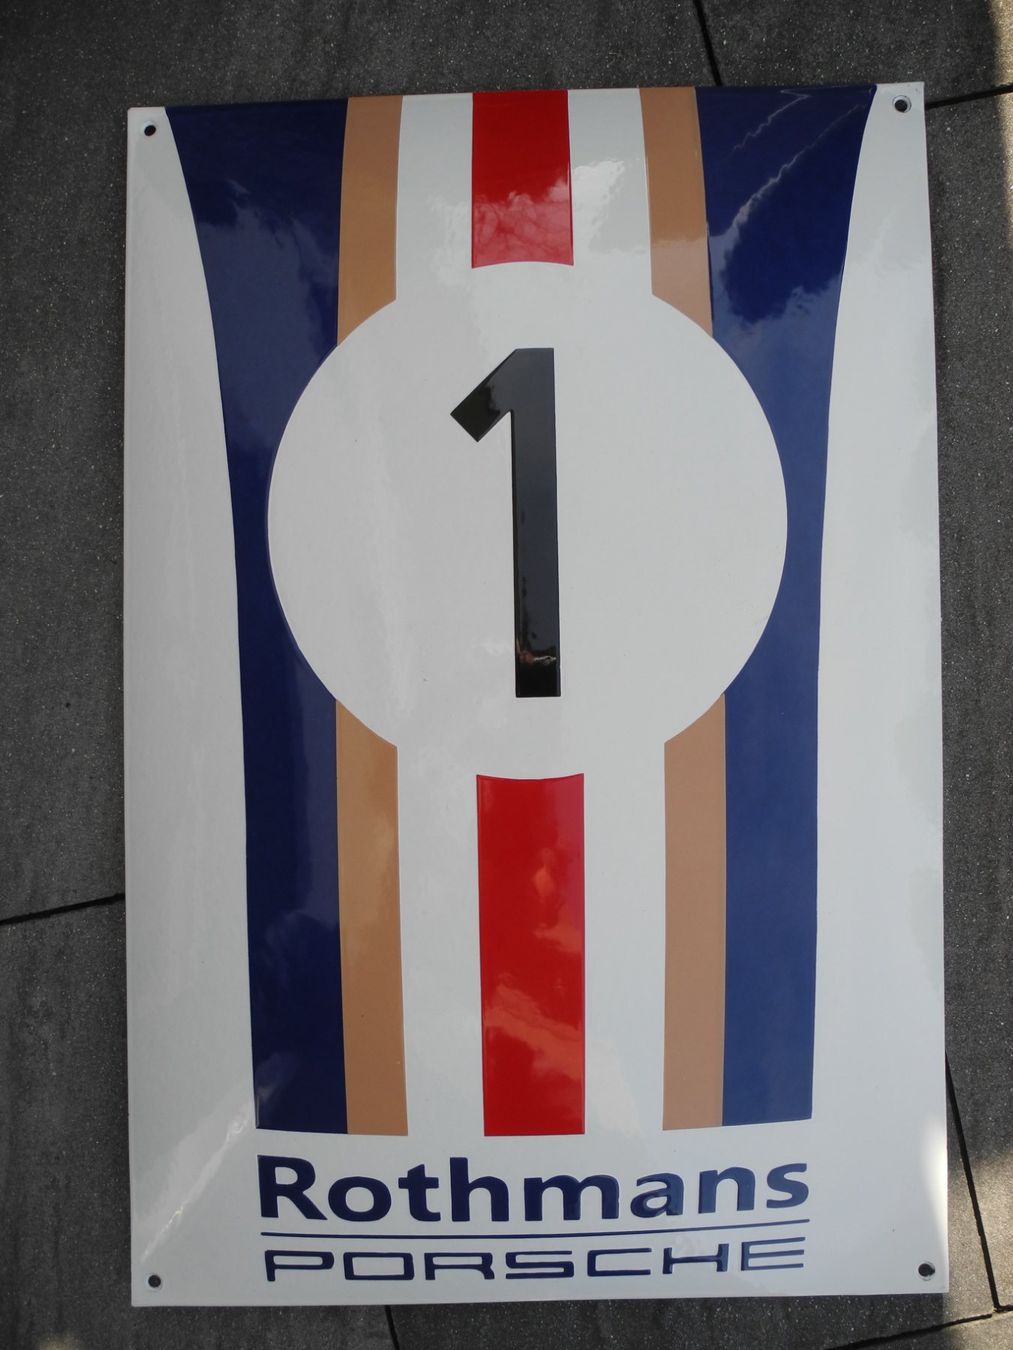 1
Rothmans
PORSCHE